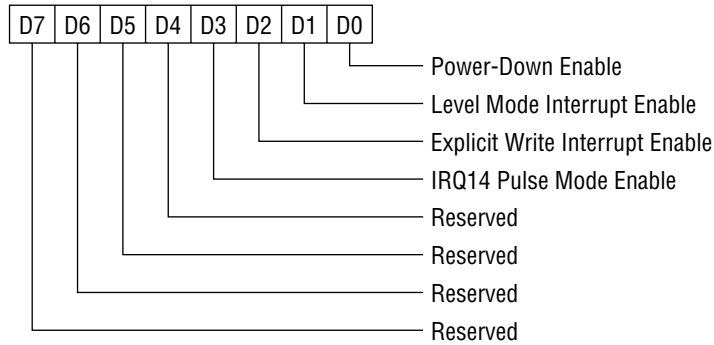 D7 D6 D5 D4 D3 D2 D1 D0
Power-Down Enable
Level Mode Interrupt Enable
Explicit Write Interrupt Enable
IRQ14 Pulse Mode Enable
Reserved
Reserved
Reserved
Reserved